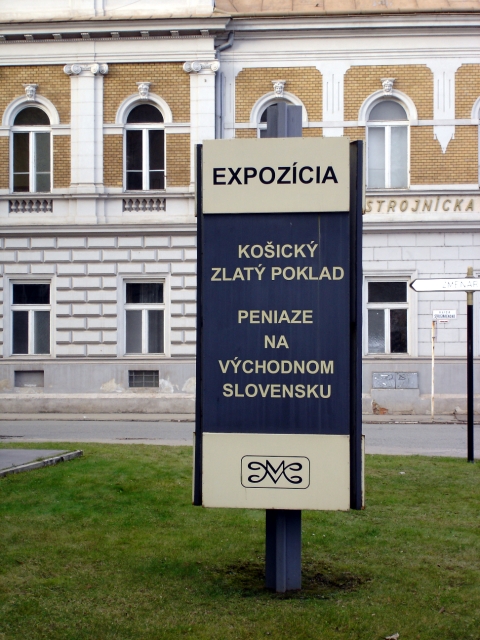 EXPOZÍCIA
KOŠICKÝ
ZLATÝ POKLAD
PENIAZE
NA
VÝCHODNOM
SLOVENSKU
STROJNÍCKA